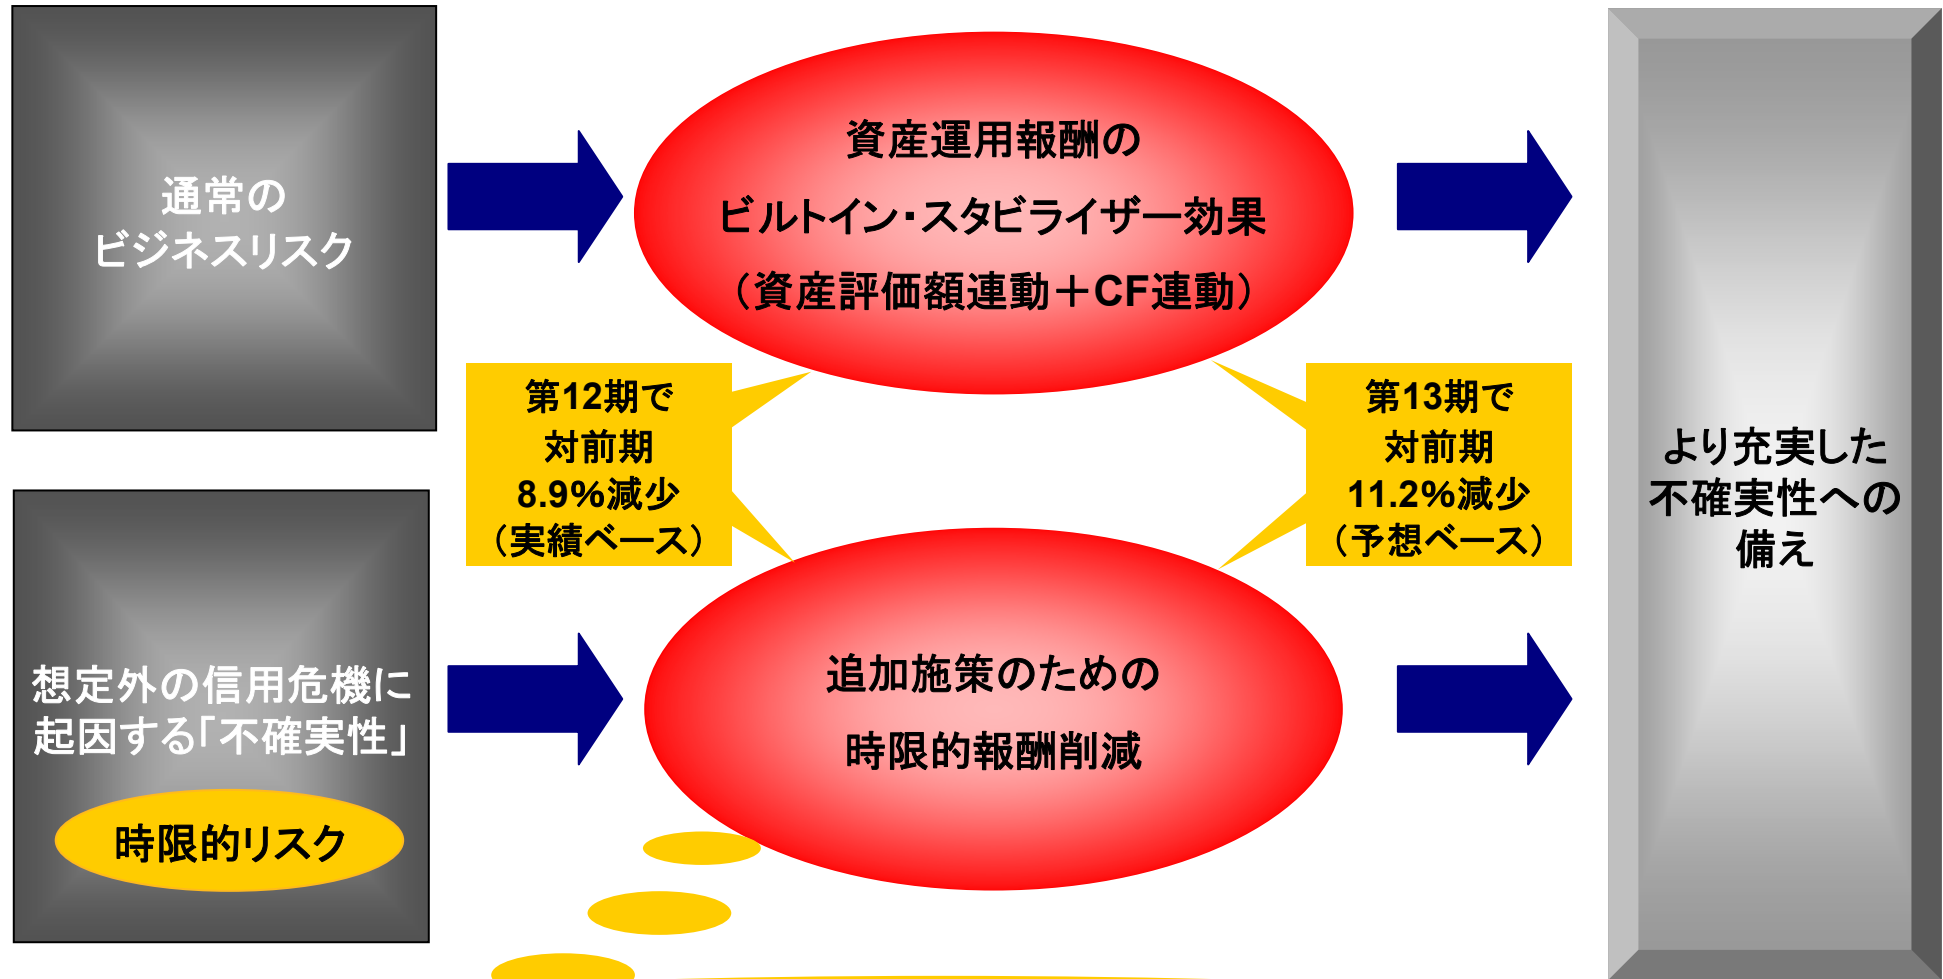 通常の
ビジネスリスク
資産運用報酬の
ビルトイン・スタビライザー効果
（資産評価額連動＋CF連動）
第12期で
対前期
8.9%減少
（実績ベース）
第13期で
対前期
11.2%減少
（予想ベース）
想定外の信用危機に
起因する「不確実性」
時限的リスク
追加施策のための
時限的報酬削減
より充実した
不確実性への
備え